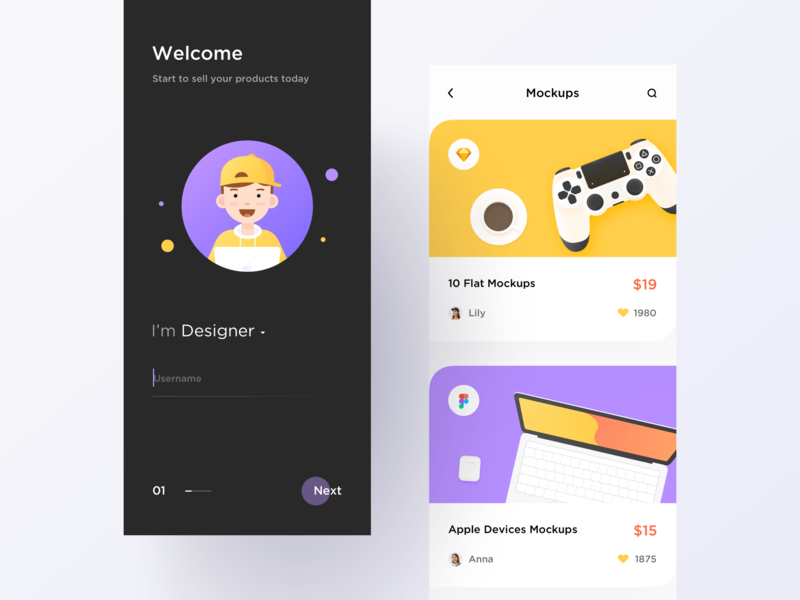 Welcome
Start to sell your products today
I'm Designer
Username
01
Next
Mockups
10 Flat Mockups
$19
Lily
1980
Apple Devices Mockups
$15
Anna
1875